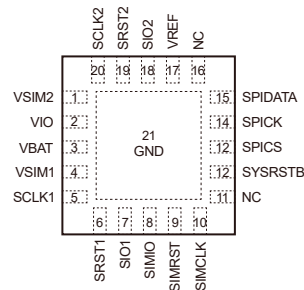 SCLK2
SRST2
SIO2
VREF
NC
20
19
18
17
16
VSIM2 1
VIO 2
VBAT 3
VSIM1 4
SCLK1 5
21
GND
15 SPIDATA
14 SPICK
12 SPICS
12 SYSRSTB
11 NC
6
7
8
9
10
SRST1
SIO1
SIMIO
SIMRST
SIMCLK